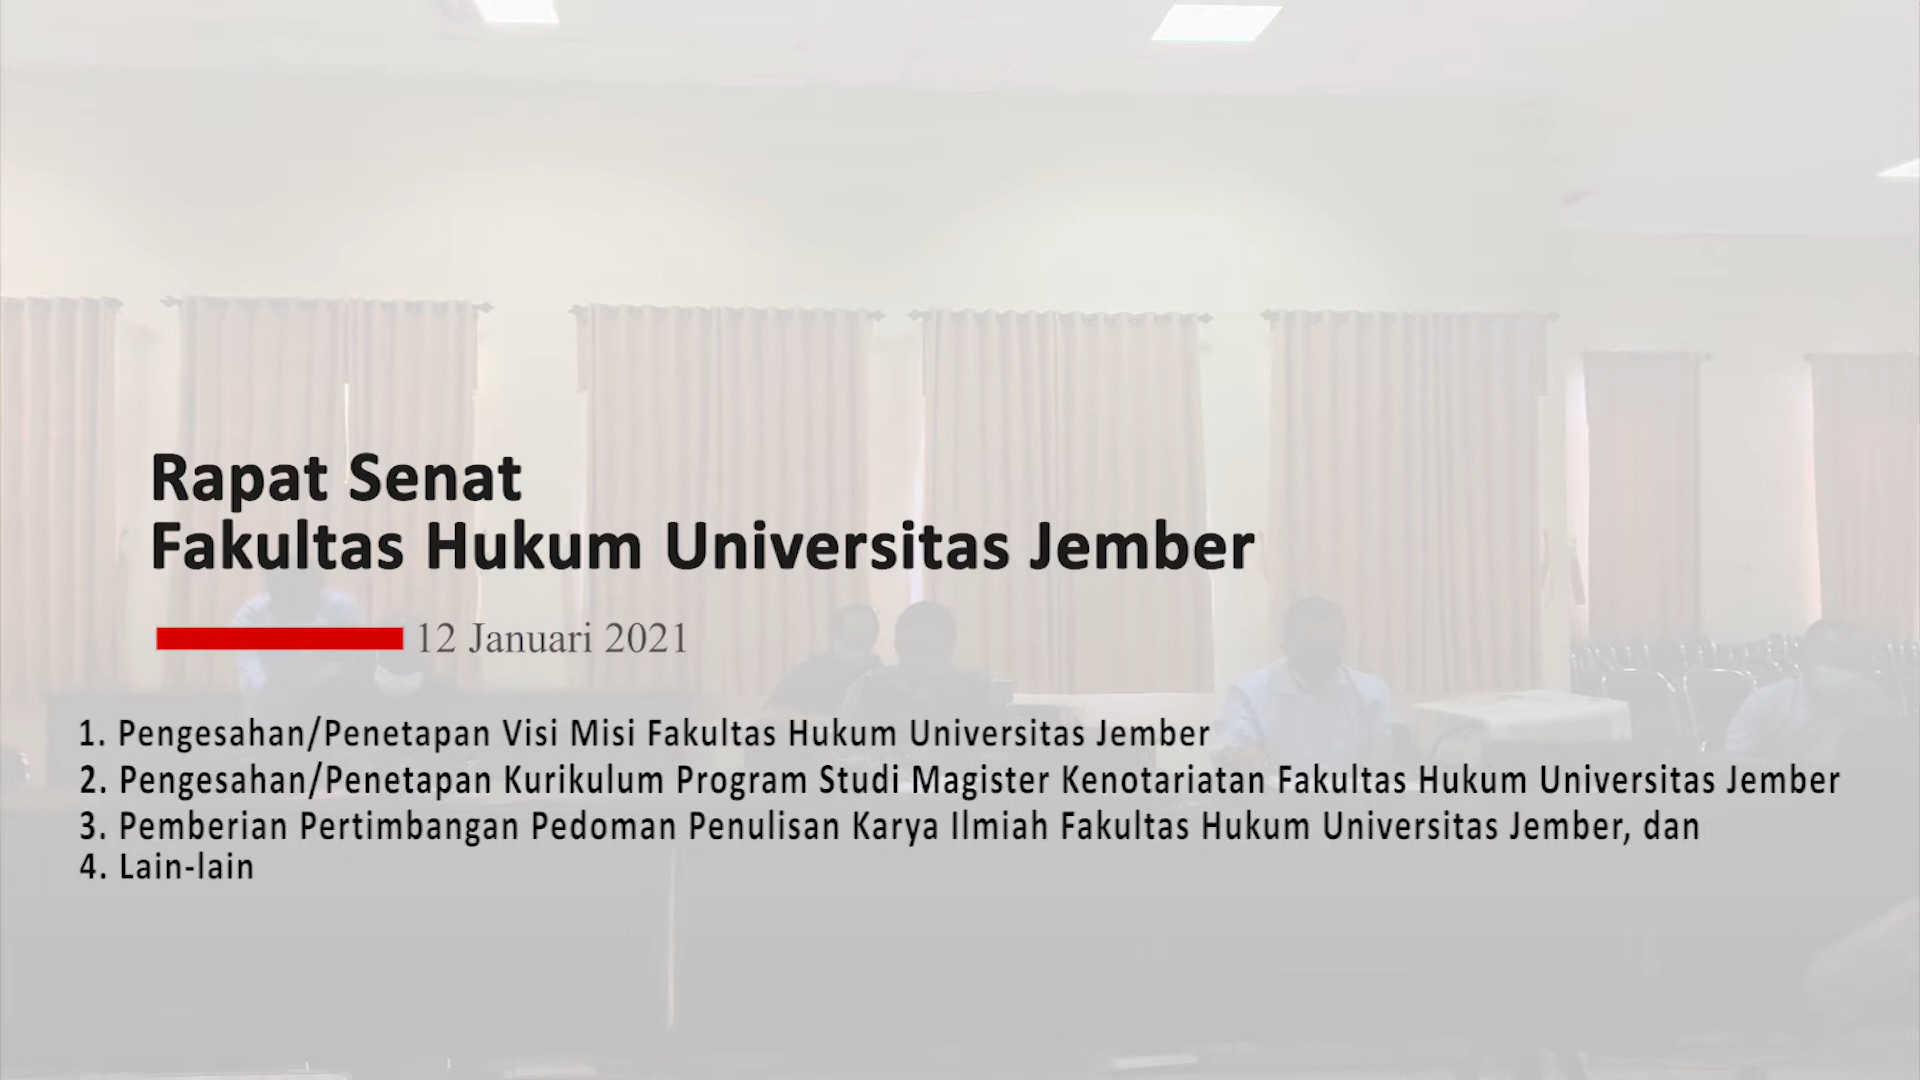 Rapat Senat
Fakultas Hukum Universitas Jember
12 Januari 2021
1. Pengesahan/Penetapan Visi Misi Fakultas Hukum Universitas Jember
2. Pengesahan/Penetapan Kurikulum Program Studi Magister Kenotariatan Fakultas Hukum Universitas Jember
3. Pemberian Pertimbangan Pedoman Penulisan Karya Ilmiah Fakultas Hukum Universitas Jember, dan
4. Lain-lain